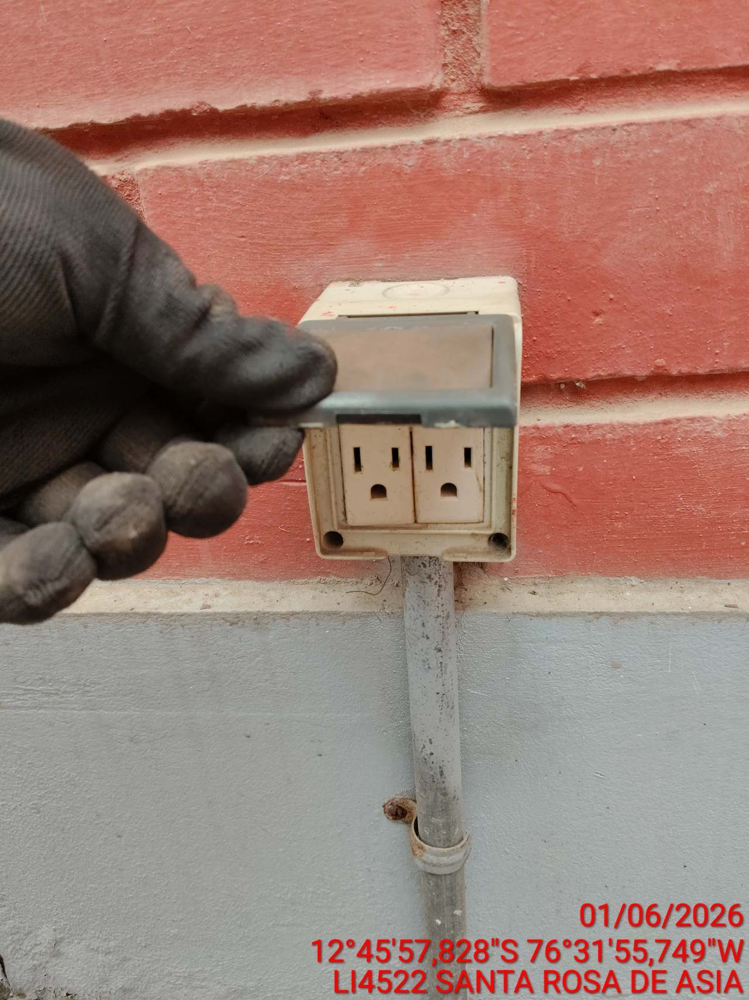 01/06/2026
12°45'57,828"S 76°31'55,749"W
LI4522 SANTA ROSA DE ASIA